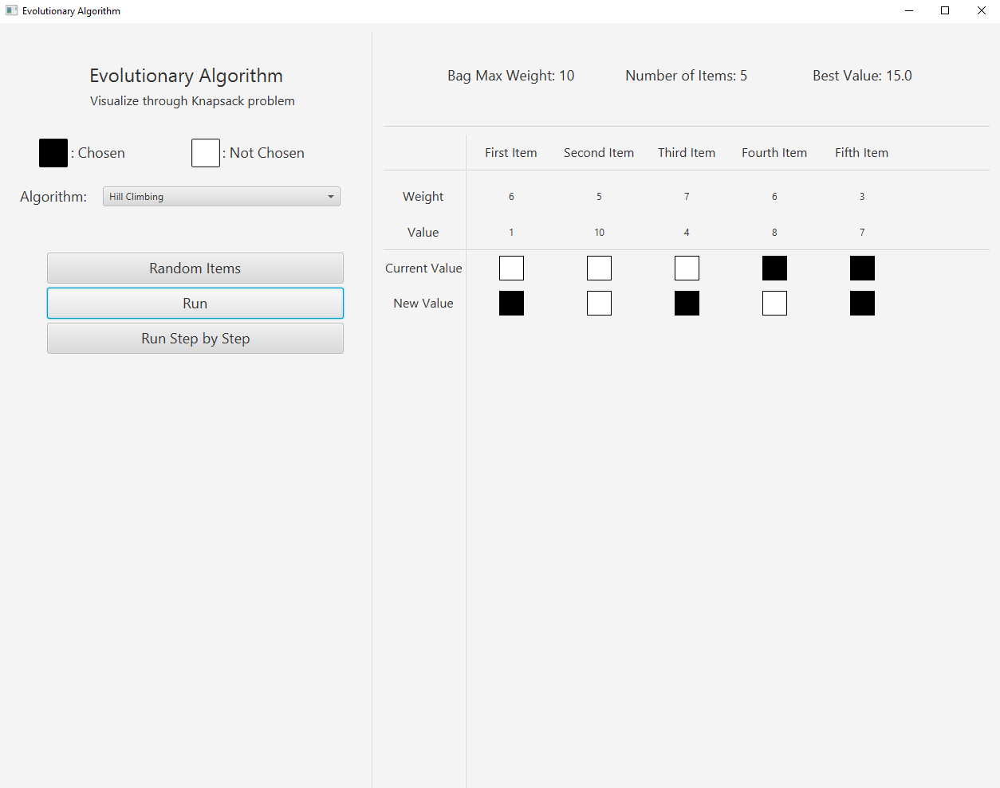 Evolutionary Algorithm
Evolutionary Algorithm
Visualize through Knapsack problem
: Chosen
: Not Chosen
Algorithm:
Hill Climbing
Random Items
Run
Run Step by Step
Bag Max Weight: 10
Number of Items: 5
Best Value: 15.0
First Item Second Item Third Item Fourth Item Fifth Item
Weight 6 5 7 6 3
Value 1 10 4 8 7
Current Value
New Value